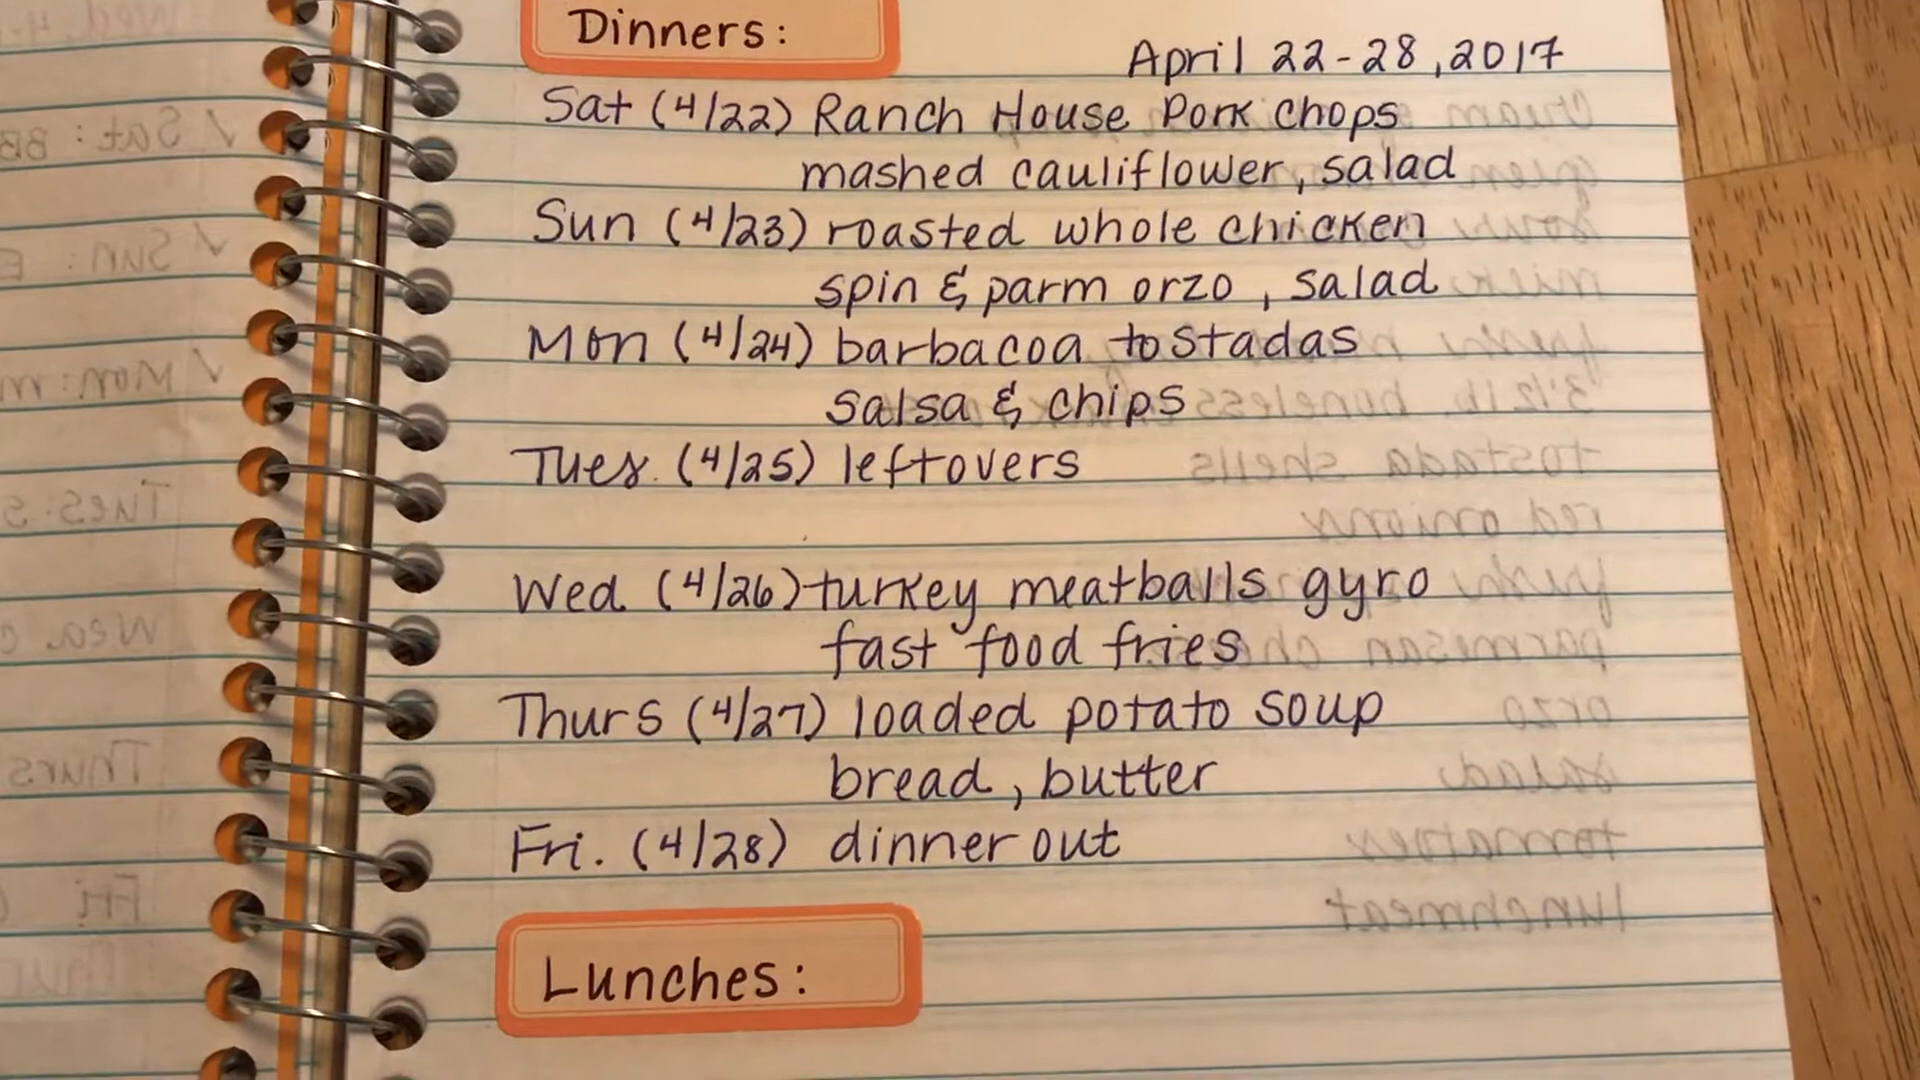 Dinners:
April 22-28, 2017
Sat (4/22) Ranch House Pork Chops
mashed cauliflower, salad
Sun (4/23) roasted whole chicken
spin & parm orzo, salad
Mon (4/24) barbacoa tostadas
salsa & chips
Tues. (4/25) leftovers
Wed. (4/26) turkey meatballs gyro
fast food fries
Thurs (4/27) loaded potato soup
bread, butter
Fri. (4/28) dinner out
Lunches: